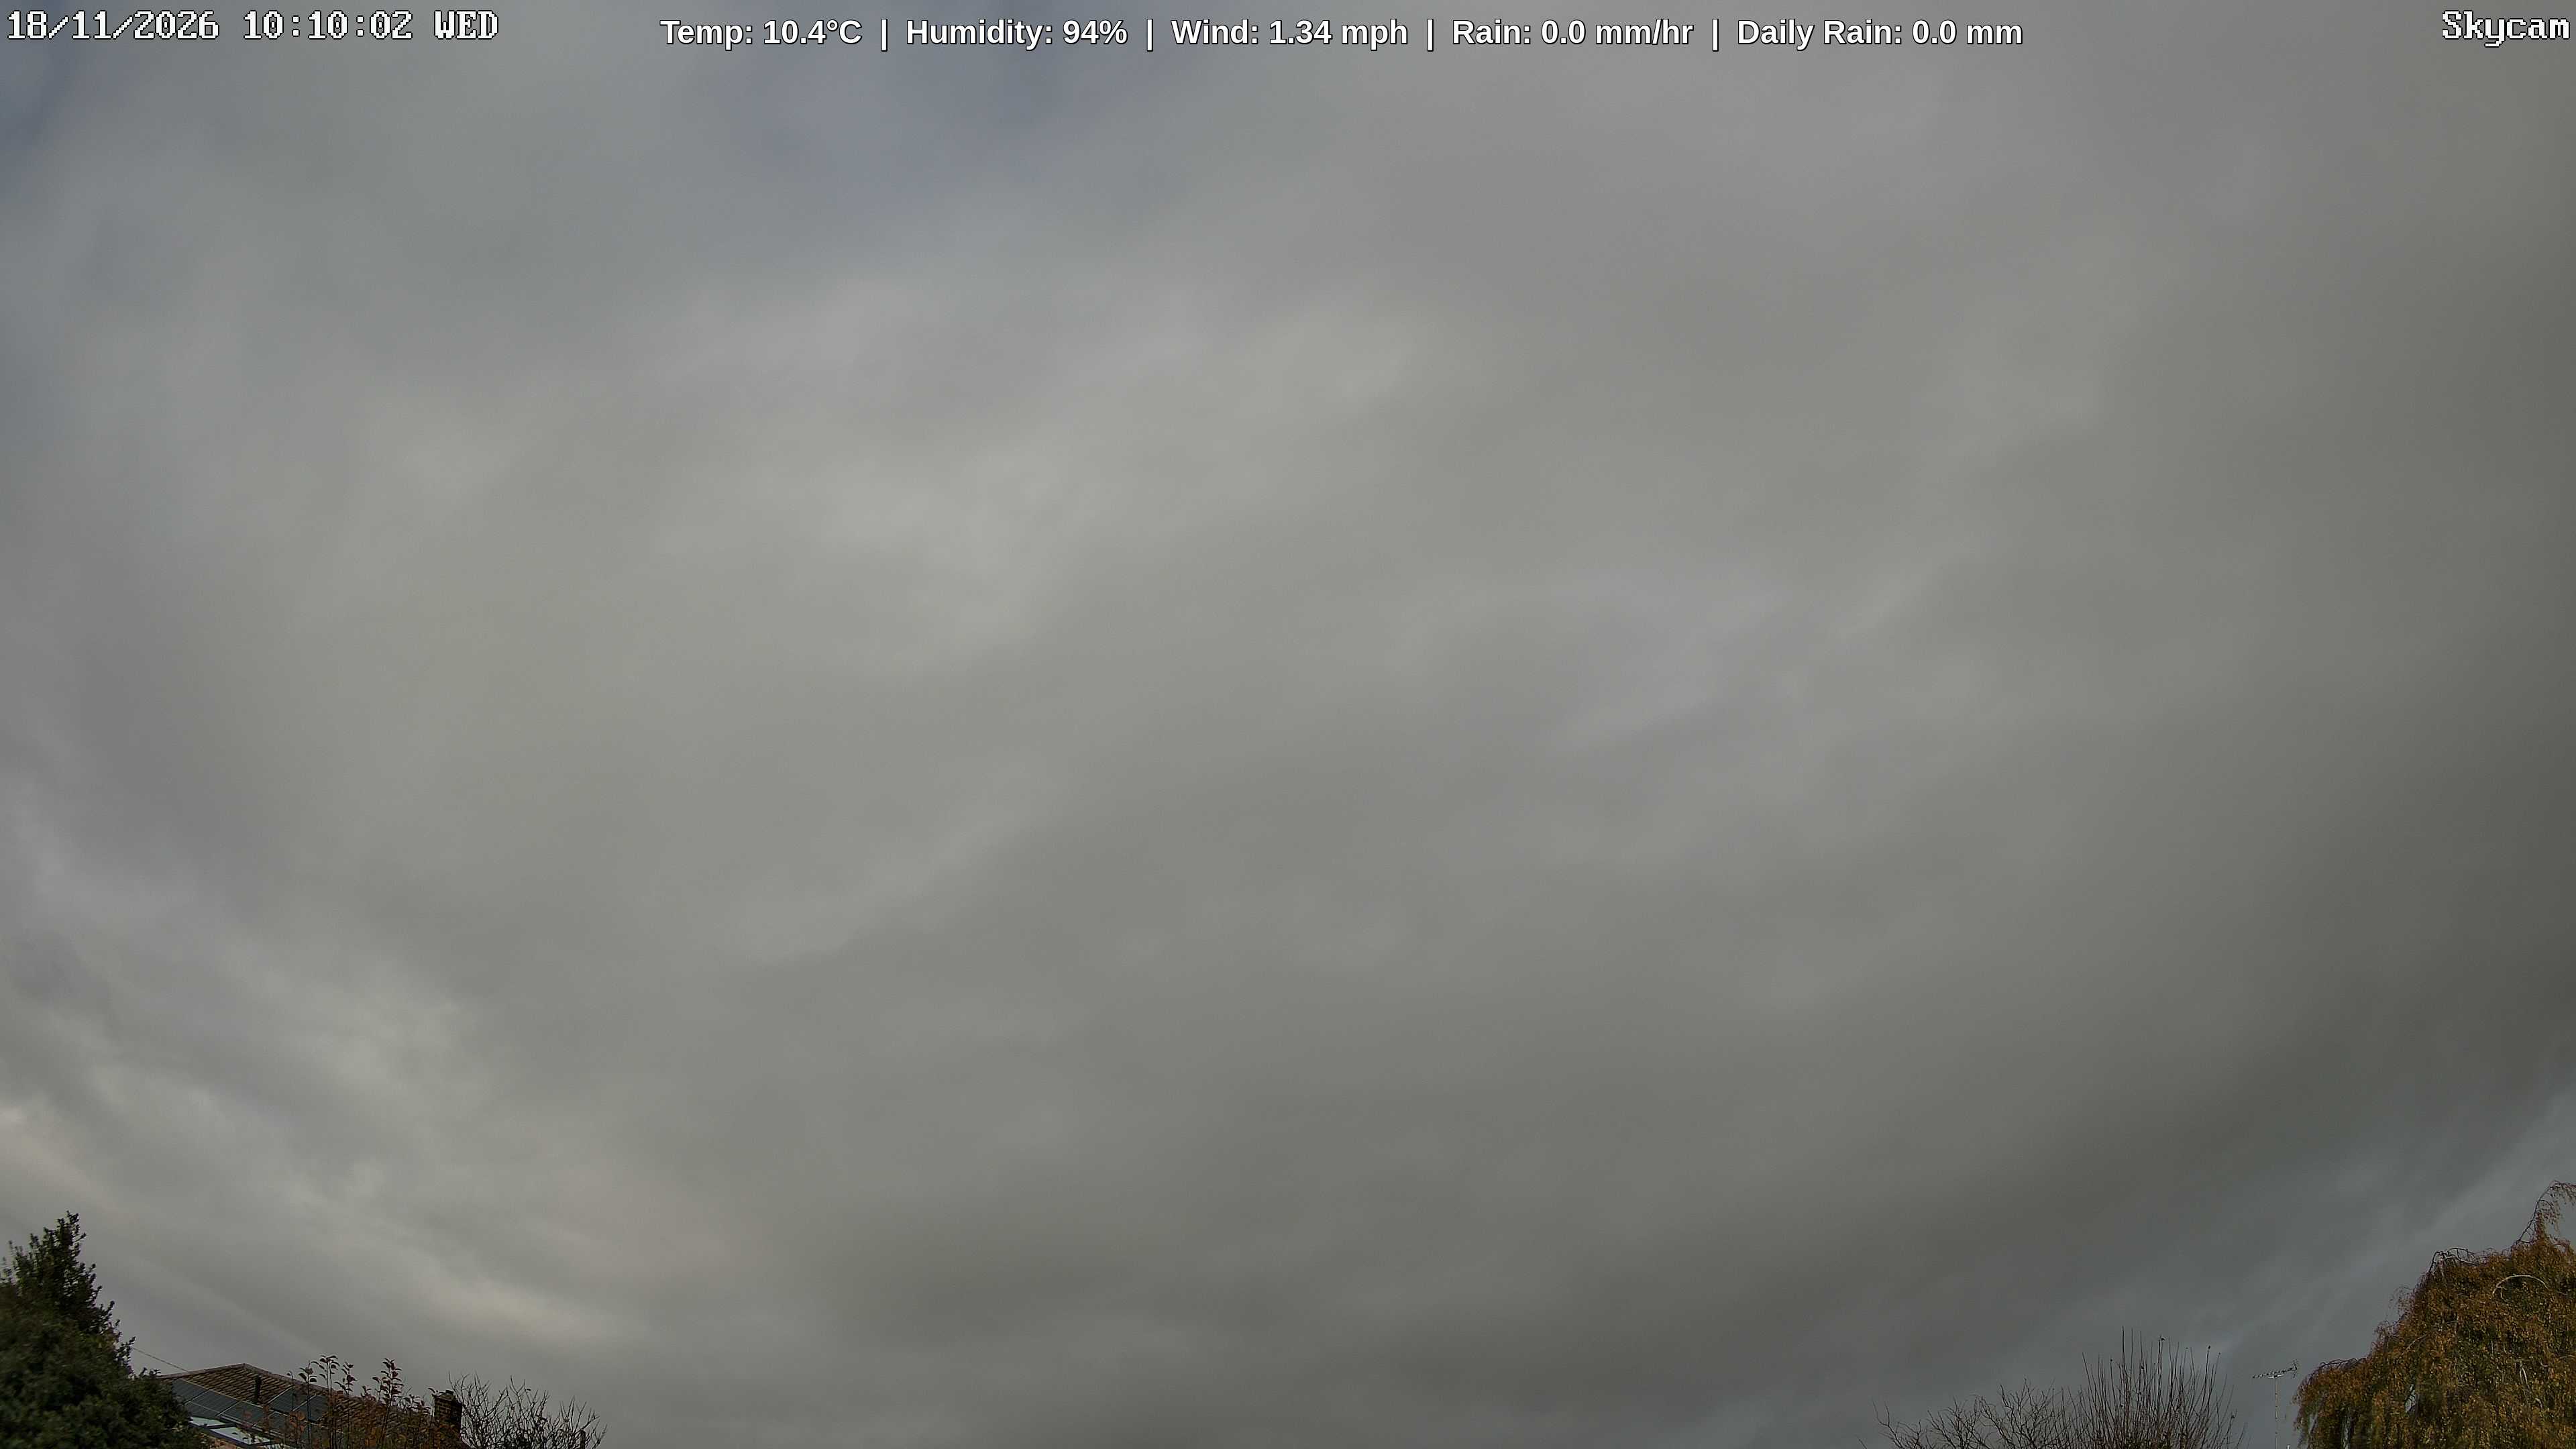 18/11/2026 10:10:02 WED
Temp: 10.4°C | Humidity: 94% | Wind: 1.34 mph | Rain: 0.0 mm/hr | Daily Rain: 0.0 mm
Skycam